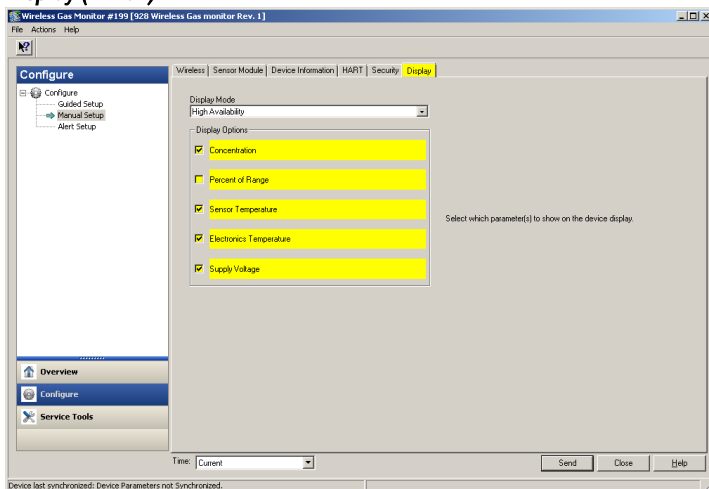 Wireless Gas Monitor #199 [928 Wireless Gas monitor Rev. 1]
File Actions Help
Configure
Configure
Guided Setup
Manual Setup
Alert Setup
Overview
Configure
Service Tools
Wireless Sensor Module Device Information HART Security Display
Display Mode
High Availability
Display Options
Concentration
Percent of Range
Sensor Temperature
Electronics Temperature
Supply Voltage
Select which parameter(s) to show on the device display.
Time: Current
Send Close Help
Device last synchronized: Device Parameters not Synchronized.